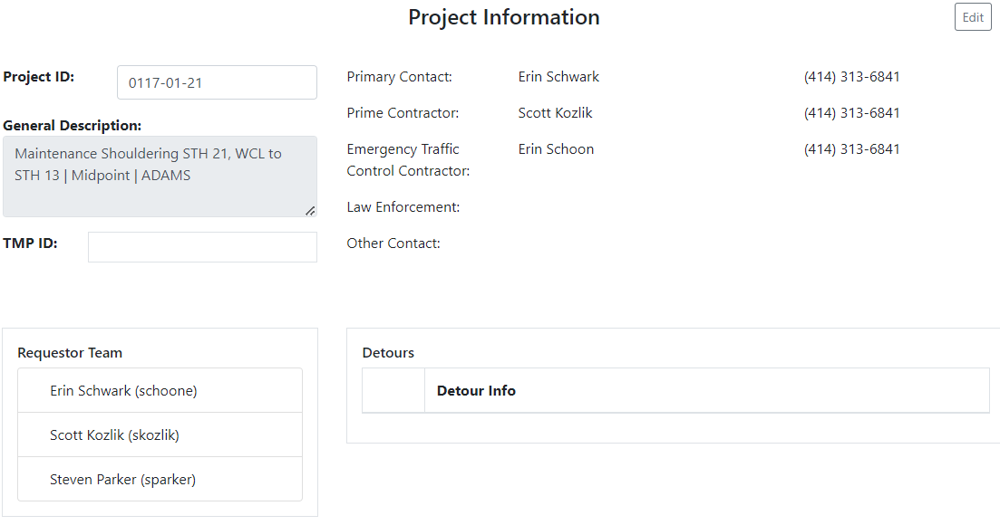 Project Information
Edit
Project ID:
0117-01-21
General Description:
Maintenance Shouldering STH 21, WCL to
STH 13 | Midpoint | ADAMS
TMP ID:
Primary Contact: Erin Schwark (414) 313-6841
Prime Contractor: Scott Kozlik (414) 313-6841
Emergency Traffic Erin Schoon (414) 313-6841
Control Contractor:
Law Enforcement:
Other Contact:
Requestor Team
Erin Schwark (schoone)
Scott Kozlik (skozlik)
Steven Parker (sparker)
Detours
Detour Info